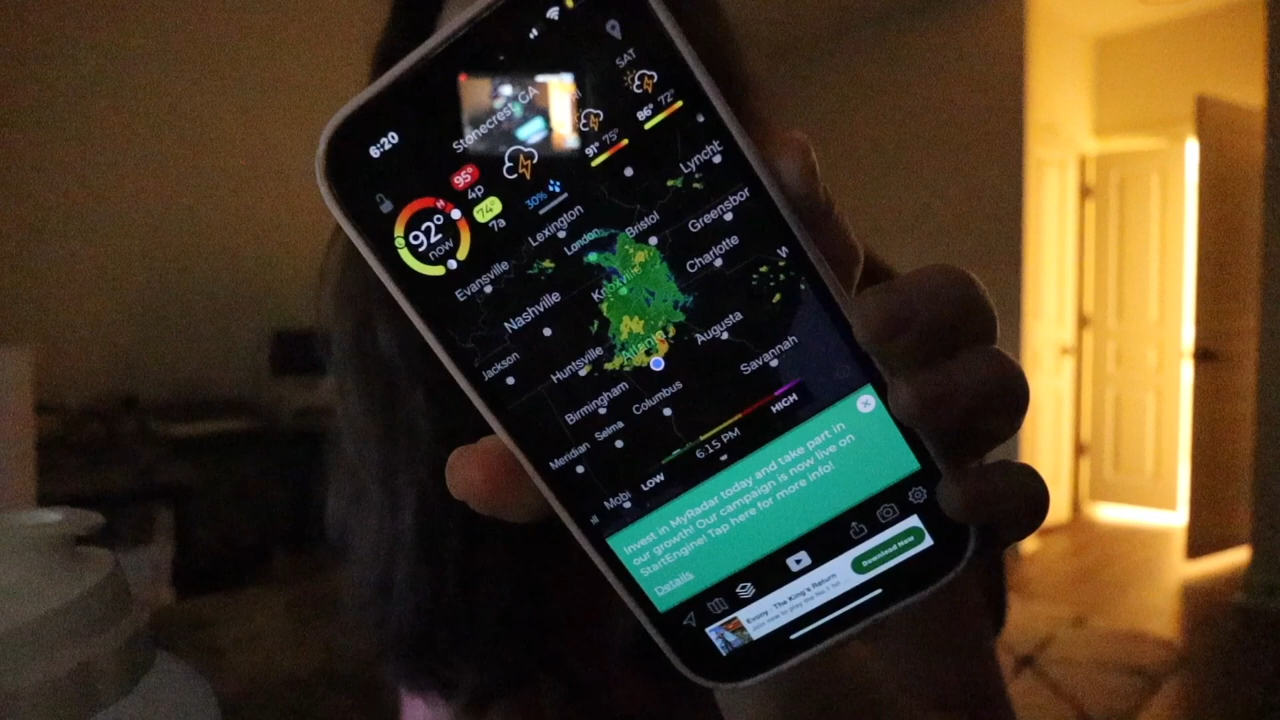 6:20
Stonecrest, GA
SAT
95°
4p
74°
7a
30%
91° 75°
86° 72°
92°
now
H
Lyncht
Lexington
London
Bristol
Greensbor
Evansville
Knoxville
Charlotte
Nashville
Jackson
Huntsville
Atlanta
Augusta
Birmingham
Columbus
Savannah
Meridian
Selma
Mobi
LOW
6:15 PM
HIGH
Invest in MyRadar today and take part in
our growth! Our campaign is now live on
StartEngine! Tap here for more info!
Details
Evony : The King's Return
Download Now